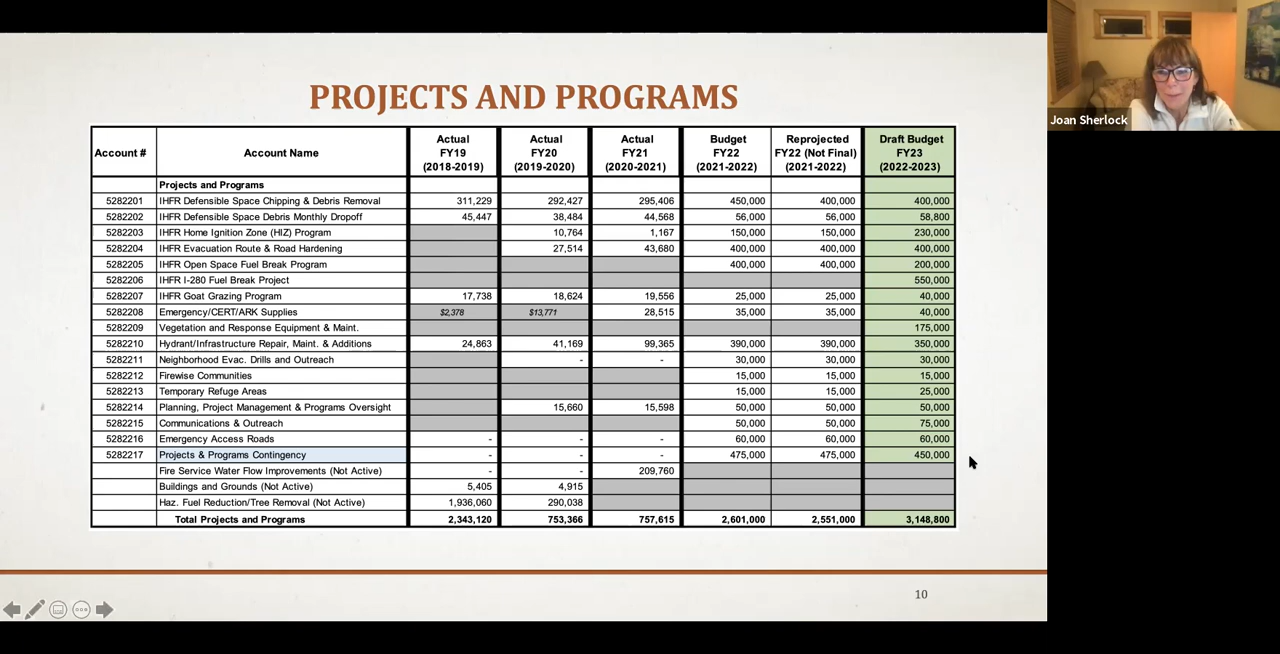 PROJECTS AND PROGRAMS
Account # Account Name Actual FY19 (2018-2019) Actual FY20 (2019-2020) Actual FY21 (2020-2021) Budget FY22 (2021-2022) Reprojected FY22 (Not Final) (2021-2022) Draft Budget FY23 (2022-2023)
Projects and Programs
5282201 IHFR Defensible Space Chipping & Debris Removal 311,229 292,427 295,406 450,000 400,000 400,000
5282202 IHFR Defensible Space Debris Monthly Dropoff 45,447 38,484 44,568 56,000 56,000 58,800
5282203 IHFR Home Ignition Zone (HIZ) Program 10,764 1,167 150,000 150,000 230,000
5282204 IHFR Evacuation Route & Road Hardening 27,514 43,680 400,000 400,000 400,000
5282205 IHFR Open Space Fuel Break Program 400,000 400,000 200,000
5282206 IHFR I-280 Fuel Break Project 550,000
5282207 IHFR Goat Grazing Program 17,738 18,624 19,556 25,000 25,000 40,000
5282208 Emergency/CERT/ARK Supplies $2,378 $13,771 28,515 35,000 35,000 40,000
5282209 Vegetation and Response Equipment & Maint. 175,000
5282210 Hydrant/Infrastructure Repair, Maint. & Additions 24,863 41,169 99,365 390,000 390,000 350,000
5282211 Neighborhood Evac. Drills and Outreach - - 30,000 30,000 30,000
5282212 Firewise Communities 15,000 15,000 15,000
5282213 Temporary Refuge Areas 15,000 15,000 25,000
5282214 Planning, Project Management & Programs Oversight 15,660 15,598 50,000 50,000 50,000
5282215 Communications & Outreach 50,000 50,000 75,000
5282216 Emergency Access Roads - - - 60,000 60,000 60,000
5282217 Projects & Programs Contingency - - - 475,000 475,000 450,000
Fire Service Water Flow Improvements (Not Active) - - 209,760
Buildings and Grounds (Not Active) 5,405 4,915
Haz. Fuel Reduction/Tree Removal (Not Active) 1,936,060 290,038
Total Projects and Programs 2,343,120 753,366 757,615 2,601,000 2,551,000 3,148,800
10
Joan Sherlock